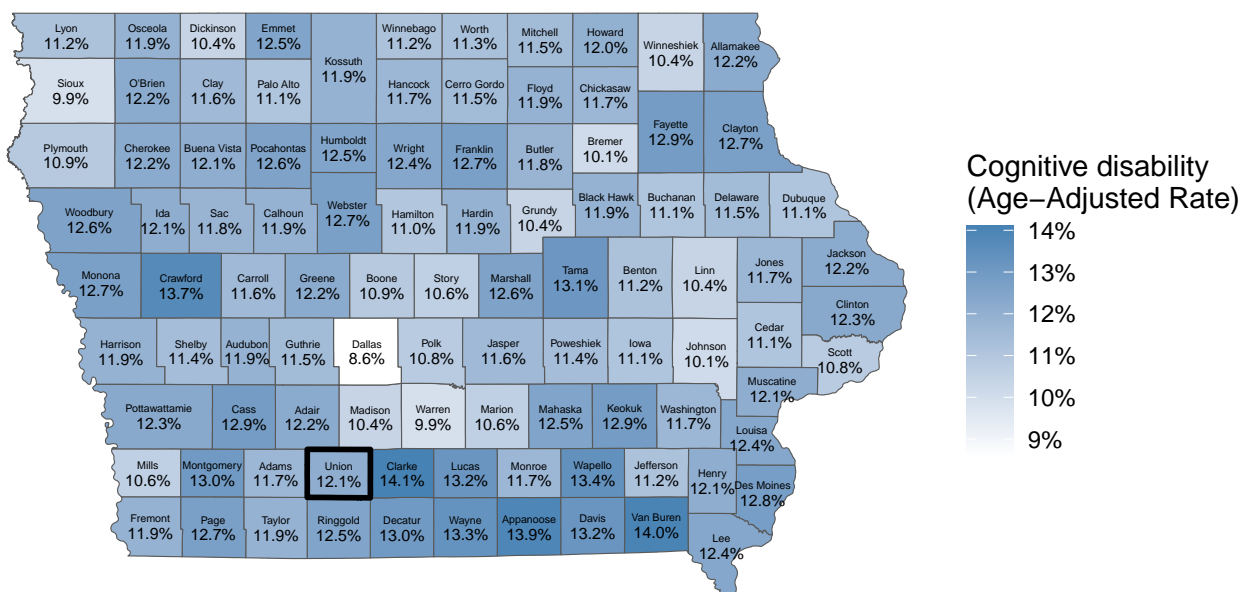 Lyon
11.2%
Osceola
11.9%
Dickinson
10.4%
Emmet
12.5%
Kossuth
11.9%
Winnebago
11.2%
Worth
11.3%
Mitchell
11.5%
Howard
12.0%
Winneshiek
10.4%
Allamakee
12.2%
Sioux
9.9%
O'Brien
12.2%
Clay
11.6%
Palo Alto
11.1%
Hancock
11.7%
Cerro Gordo
11.5%
Floyd
11.9%
Chickasaw
11.7%
Plymouth
10.9%
Cherokee
12.2%
Buena Vista
12.1%
Pocahontas
12.6%
Humboldt
12.5%
Wright
12.4%
Franklin
12.7%
Butler
11.8%
Bremer
10.1%
Fayette
12.9%
Clayton
12.7%
Woodbury
12.6%
Ida
12.1%
Sac
11.8%
Calhoun
11.9%
Webster
12.7%
Hamilton
11.0%
Hardin
11.9%
Grundy
10.4%
Black Hawk
11.9%
Buchanan
11.1%
Delaware
11.5%
Dubuque
11.1%
Monona
12.7%
Crawford
13.7%
Carroll
11.6%
Greene
12.2%
Boone
10.9%
Story
10.6%
Marshall
12.6%
Tama
13.1%
Benton
11.2%
Linn
10.4%
Jones
11.7%
Jackson
12.2%
Clinton
12.3%
Harrison
11.9%
Shelby
11.4%
Audubon
11.9%
Guthrie
11.5%
Dallas
8.6%
Polk
10.8%
Jasper
11.6%
Poweshiek
11.4%
Iowa
11.1%
Johnson
10.1%
Cedar
11.1%
Scott
10.8%
Muscatine
12.1%
Pottawattamie
12.3%
Cass
12.9%
Adair
12.2%
Madison
10.4%
Warren
9.9%
Marion
10.6%
Mahaska
12.5%
Keokuk
12.9%
Washington
11.7%
Louisa
12.4%
Mills
10.6%
Montgomery
13.0%
Adams
11.7%
Union
12.1%
Clarke
14.1%
Lucas
13.2%
Monroe
11.7%
Wapello
13.4%
Jefferson
11.2%
Henry
12.1%
Des Moines
12.8%
Fremont
11.9%
Page
12.7%
Taylor
11.9%
Ringgold
12.5%
Decatur
13.0%
Wayne
13.3%
Appanoose
13.9%
Davis
13.2%
Van Buren
14.0%
Lee
12.4%
Cognitive disability
(Age−Adjusted Rate)
14%
13%
12%
11%
10%
9%